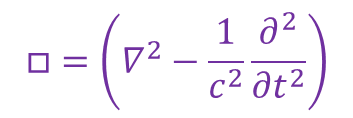 □ = (∇² − 1/c² ∂²/∂t²)